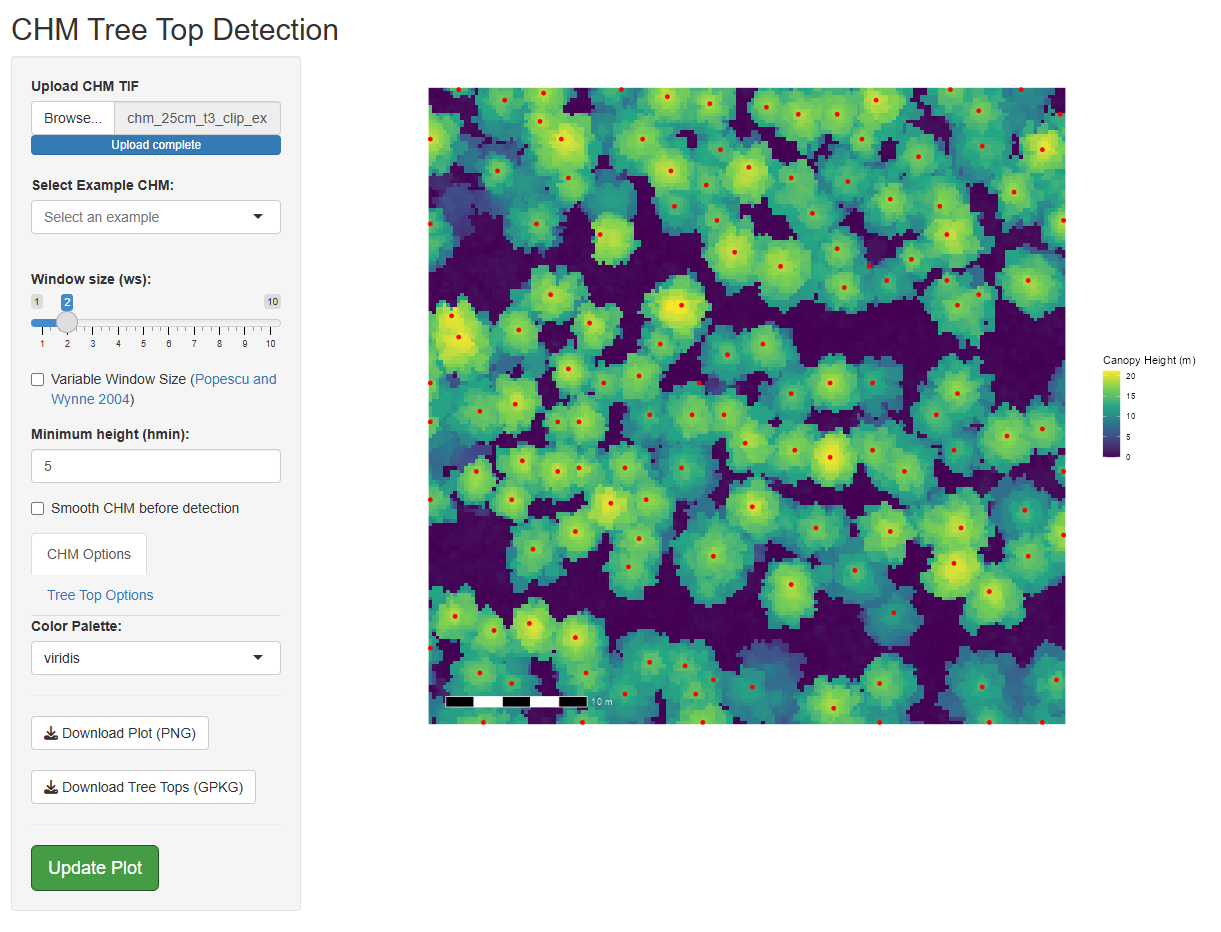 CHM Tree Top Detection
Upload CHM TIF
Browse...
chm_25cm_t3_clip_ex
Upload complete
Select Example CHM:
Select an example
Window size (ws):
1 2 10
1 2 3 4 5 6 7 8 9 10
Variable Window Size (Popescu and
Wynne 2004)
Minimum height (hmin):
5
Smooth CHM before detection
CHM Options
Tree Top Options
Color Palette:
viridis
Download Plot (PNG)
Download Tree Tops (GPKG)
Update Plot
10 m
Canopy Height (m)
20
15
10
5
0